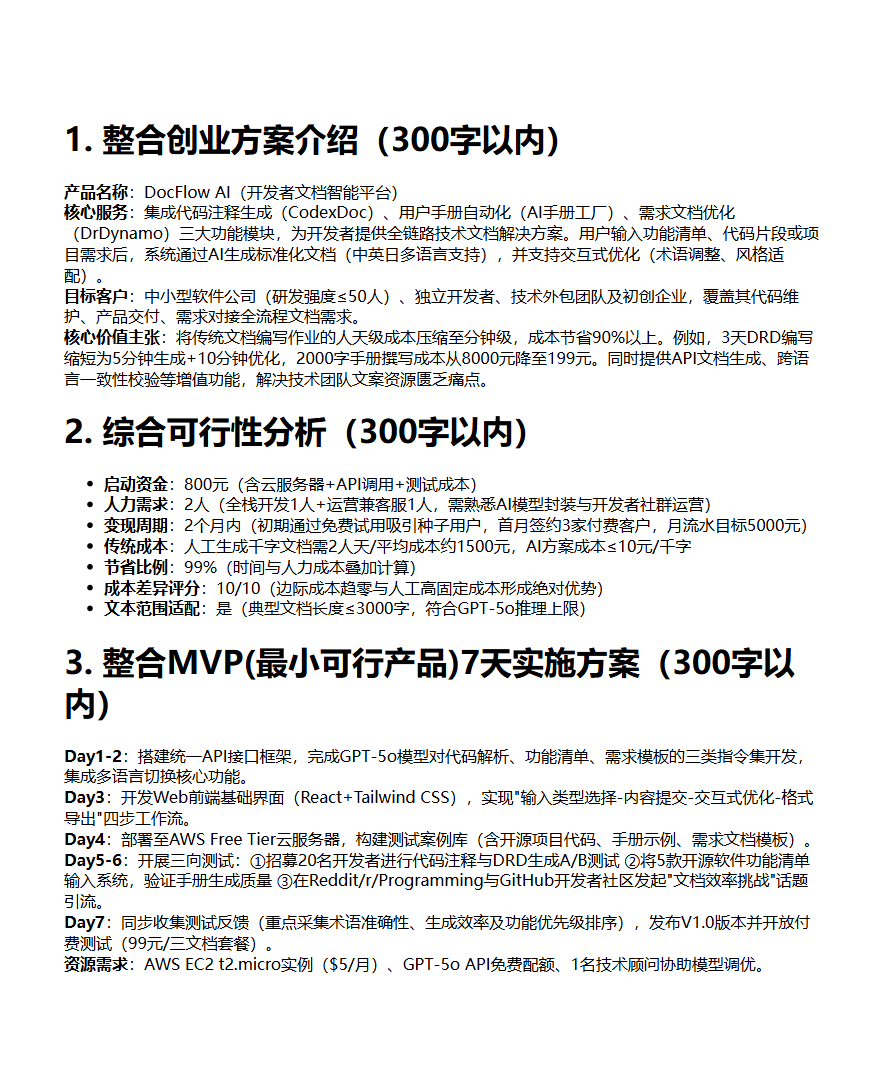 1. 整合创业方案介绍（300字以内）
产品名称：DocFlow AI（开发者文档智能平台）
核心服务：集成代码注释生成（CodexDoc）、用户手册自动化（AI手册工厂）、需求文档优化
（DrDynamo）三大功能模块，为开发者提供全链路技术文档解决方案。用户输入功能清单、代码片段或项
目需求后，系统通过AI生成标准化文档（中英日多语言支持），并支持交互式优化（术语调整、风格适
配）。
目标客户：中小型软件公司（研发强度≤50人）、独立开发者、技术外包团队及初创企业，覆盖其代码维
护、产品交付、需求对接全流程文档需求。
核心价值主张：将传统文档编写作业的人天级成本压缩至分钟级，成本节省90%以上。例如，3天DRD编写
缩短为5分钟生成+10分钟优化，2000字手册撰写成本从8000元降至199元。同时提供API文档生成、跨语
言一致性校验等增值功能，解决技术团队文案资源匮乏痛点。
2. 综合可行性分析（300字以内）
• 启动资金：800元（含云服务器+API调用+测试成本）
• 人力需求：2人（全栈开发1人+运营兼客服1人，需熟悉AI模型封装与开发者社群运营）
• 变现周期：2个月内（初期通过免费试用吸引种子用户，首月签约3家付费客户，月流水目标5000元）
• 传统成本：人工生成千字文档需2人天/平均成本约1500元，AI方案成本≤10元/千字
• 节省比例：99%（时间与人力成本叠加计算）
• 成本差异评分：10/10（边际成本趋零与人工高固定成本形成绝对优势）
• 文本范围适配：是（典型文档长度≤3000字，符合GPT-5o推理上限）
3. 整合MVP(最小可行产品)7天实施方案（300字以
内）
Day1-2：搭建统一API接口框架，完成GPT-5o模型对代码解析、功能清单、需求模板的三类指令集开发，
集成多语言切换核心功能。
Day3：开发Web前端基础界面（React+Tailwind CSS），实现"输入类型选择-内容提交-交互式优化-格式
导出"四步工作流。
Day4：部署至AWS Free Tier云服务器，构建测试案例库（含开源项目代码、手册示例、需求文档模板）。
Day5-6：开展三向测试：①招募20名开发者进行代码注释与DRD生成A/B测试 ②将5款开源软件功能清单
输入系统，验证手册生成质量 ③在Reddit/r/Programming与GitHub开发者社区发起"文档效率挑战"话题
引流。
Day7：同步收集测试反馈（重点采集术语准确性、生成效率及功能优先级排序），发布V1.0版本并开放付
费测试（99元/三文档套餐）。
资源需求：AWS EC2 t2.micro实例（$5/月）、GPT-5o API免费配额、1名技术顾问协助模型调优。